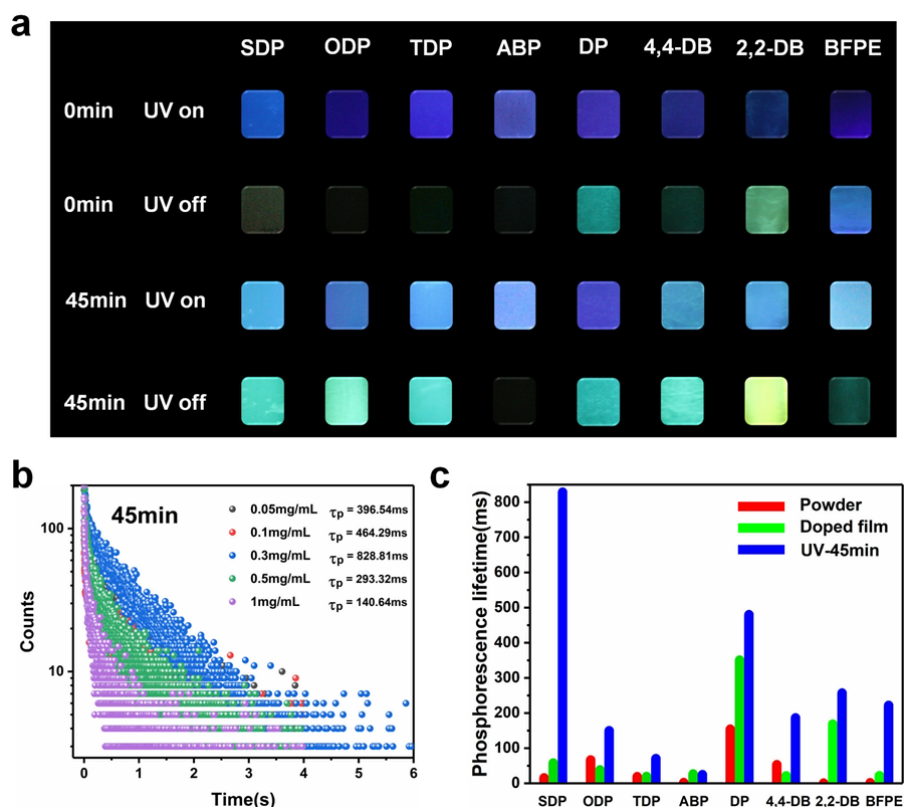 a
SDP ODP TDP ABP DP 4,4-DB 2,2-DB BFPE
0min UV on
0min UV off
45min UV on
45min UV off
b
45min
0.05mg/mL τp = 396.54ms
0.1mg/mL τp = 464.29ms
0.3mg/mL τp = 828.81ms
0.5mg/mL τp = 293.32ms
1mg/mL τp = 140.64ms
100
10
Counts
0 1 2 3 4 5 6
Time(s)
c
Powder
Doped film
UV-45min
Phosphorescence lifetime(ms)
800
700
600
500
400
300
200
100
0
SDP ODP TDP ABP DP 4,4-DB 2,2-DB BFPE